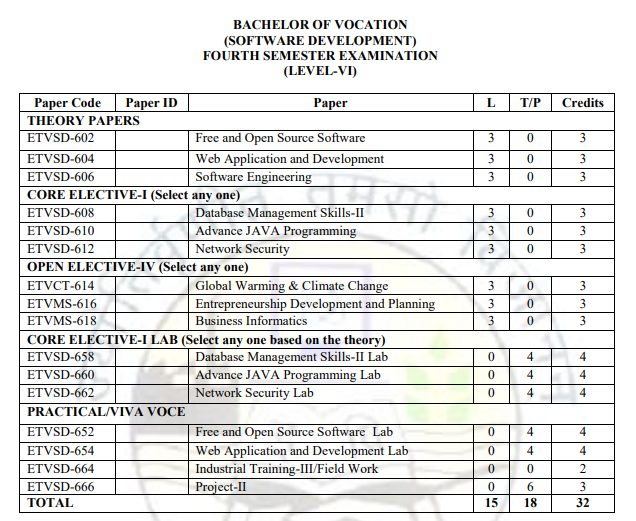 BACHELOR OF VOCATION
(SOFTWARE DEVELOPMENT)
FOURTH SEMESTER EXAMINATION
(LEVEL-VI)
Paper Code Paper ID Paper L T/P Credits
THEORY PAPERS
ETVSD-602 Free and Open Source Software 3 0 3
ETVSD-604 Web Application and Development 3 0 3
ETVSD-606 Software Engineering 3 0 3
CORE ELECTIVE-I (Select any one)
ETVSD-608 Database Management Skills-II 3 0 3
ETVSD-610 Advance JAVA Programming 3 0 3
ETVSD-612 Network Security 3 0 3
OPEN ELECTIVE-IV (Select any one)
ETVCT-614 Global Warming & Climate Change 3 0 3
ETVMS-616 Entrepreneurship Development and Planning 3 0 3
ETVMS-618 Business Informatics 3 0 3
CORE ELECTIVE-I LAB (Select any one based on the theory)
ETVSD-658 Database Management Skills-II Lab 0 4 4
ETVSD-660 Advance JAVA Programming Lab 0 4 4
ETVSD-662 Network Security Lab 0 4 4
PRACTICAL/VIVA VOCE
ETVSD-652 Free and Open Source Software Lab 0 4 4
ETVSD-654 Web Application and Development Lab 0 4 4
ETVSD-664 Industrial Training-III/Field Work 0 0 2
ETVSD-666 Project-II 0 6 3
TOTAL 15 18 32